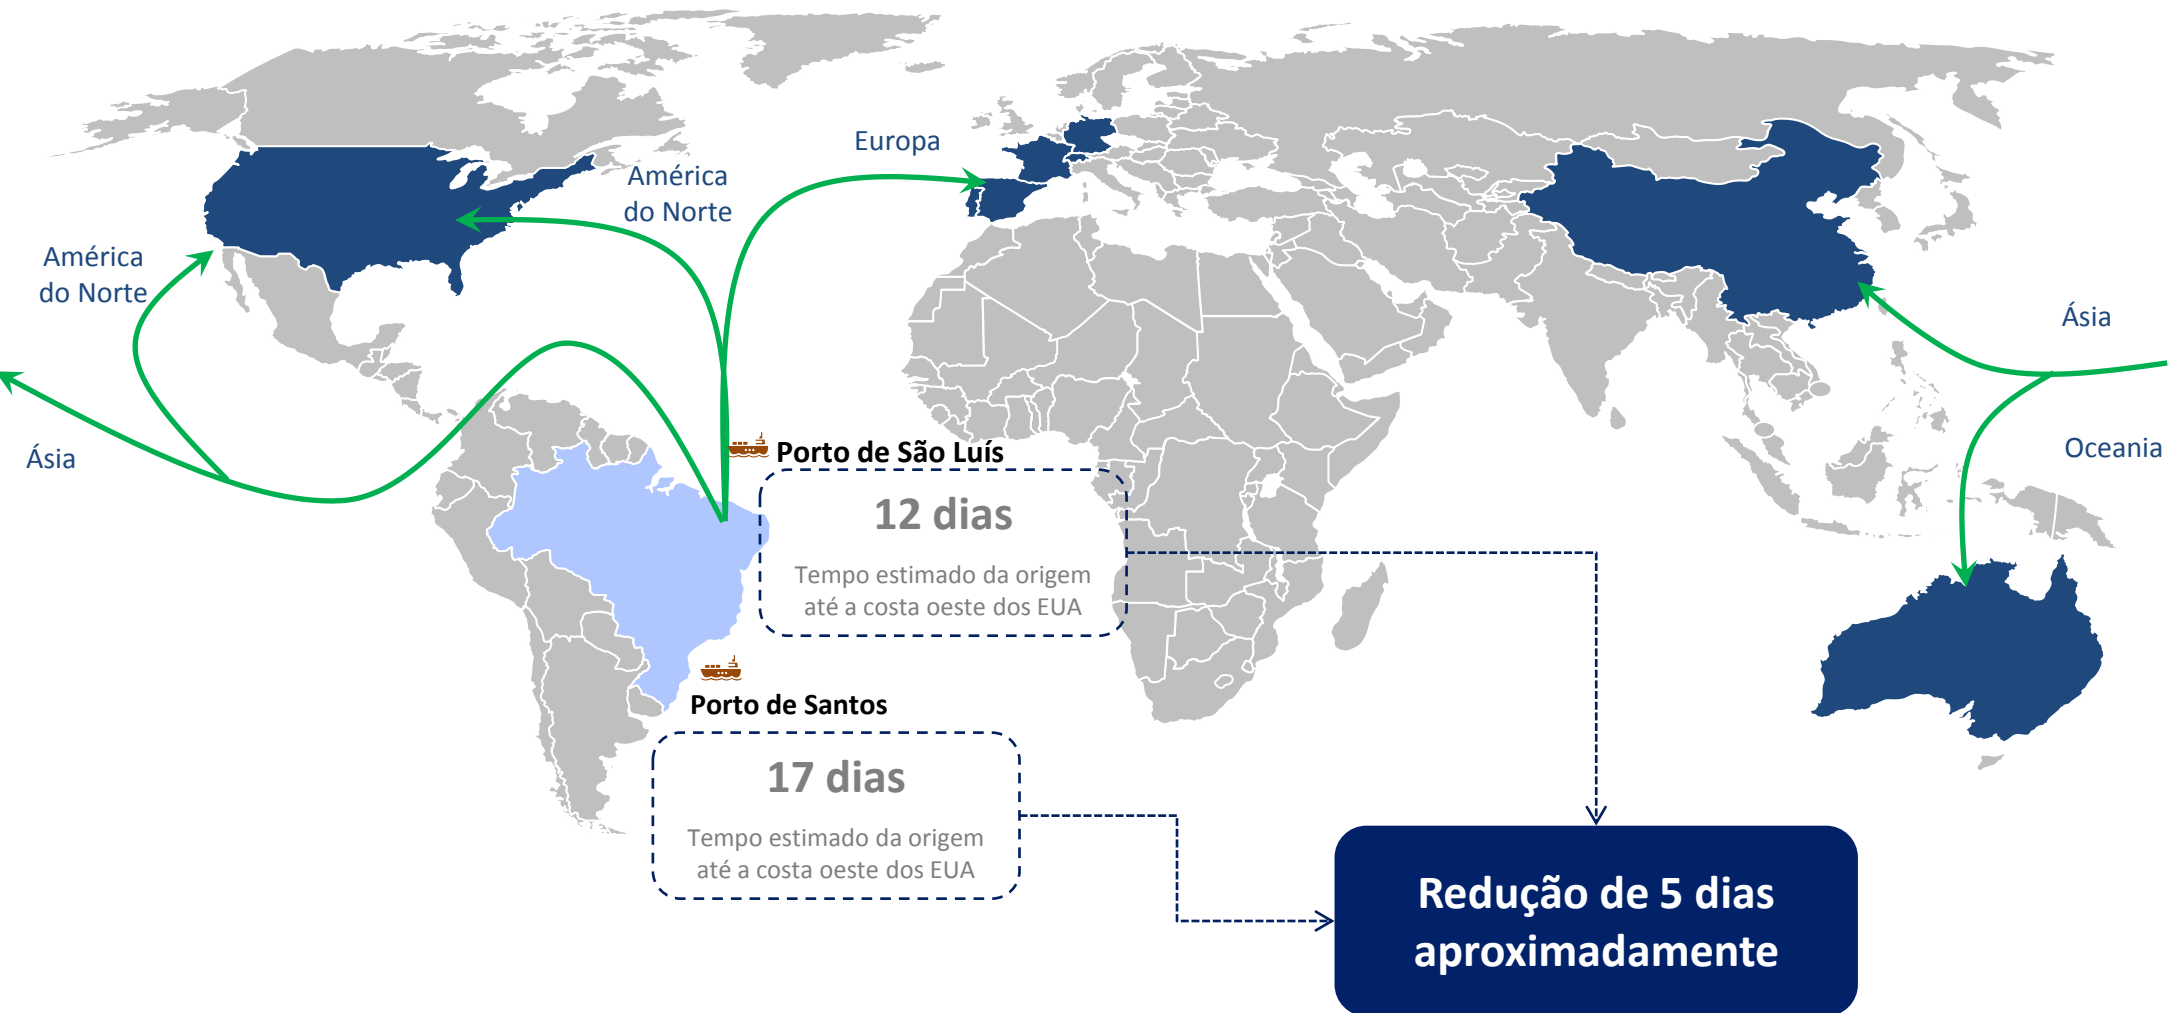 Europa
América
do Norte
América
do Norte
Ásia
Ásia
Oceania
Porto de São Luís
12 dias
Tempo estimado da origem
até a costa oeste dos EUA
Porto de Santos
17 dias
Tempo estimado da origem
até a costa oeste dos EUA
Redução de 5 dias
aproximadamente